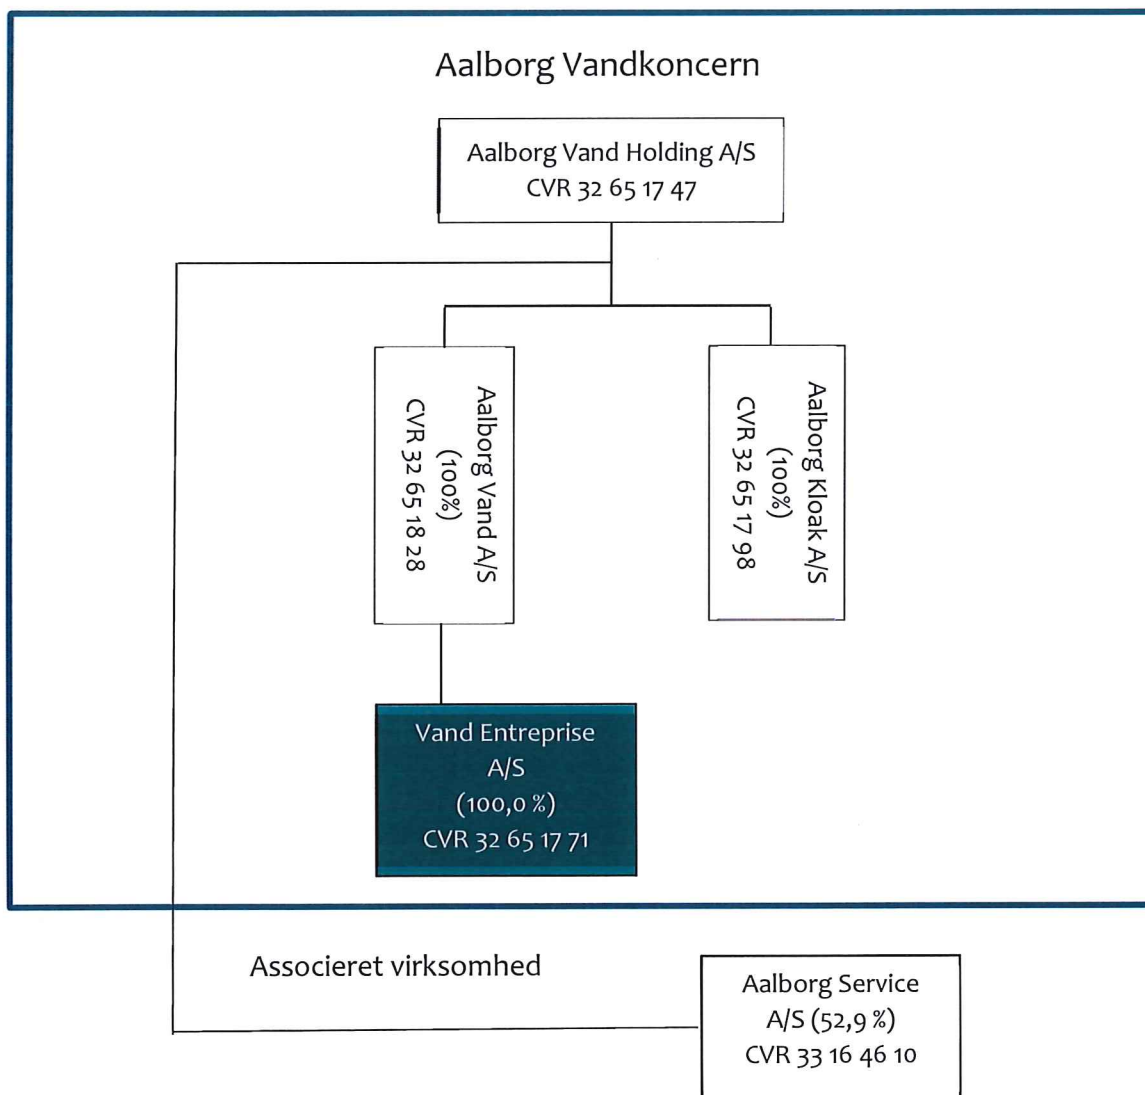 Aalborg Vandkoncern
Aalborg Vand Holding A/S
CVR 32 65 17 47
Aalborg Vand A/S
(100%)
CVR 32 65 18 28
Aalborg Kloak A/S
(100%)
CVR 32 65 17 98
Vand Entreprise
A/S
(100,0 %)
CVR 32 65 17 71
Associeret virksomhed
Aalborg Service
A/S (52,9 %)
CVR 33 16 46 10